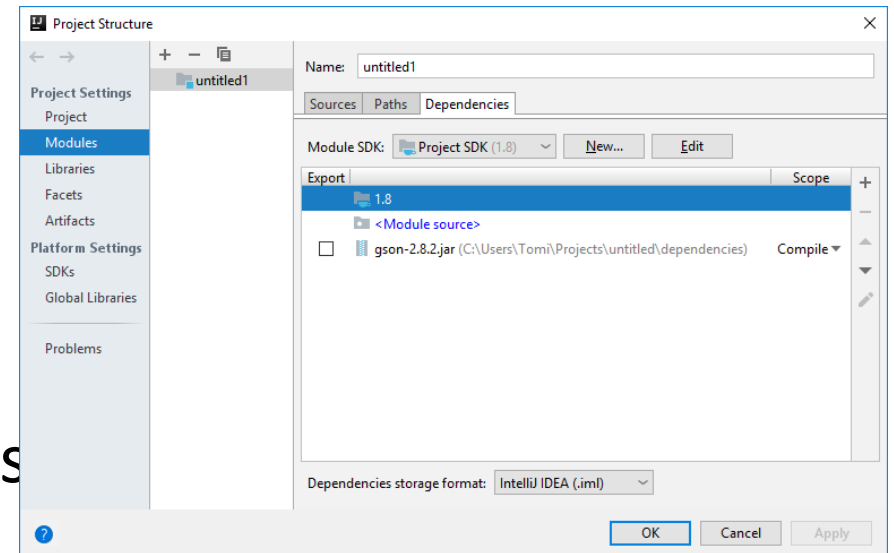 Project Structure
Project Settings
Project
Modules
Libraries
Facets
Artifacts
Platform Settings
SDKs
Global Libraries
Problems
untitled1
Name: untitled1
Sources Paths Dependencies
Module SDK: Project SDK (1.8) New... Edit
Export Scope
1.8
<Module source>
gson-2.8.2.jar (C:\Users\Tomi\Projects\untitled\dependencies) Compile
Dependencies storage format: IntelliJ IDEA (.iml)
OK Cancel Apply
s